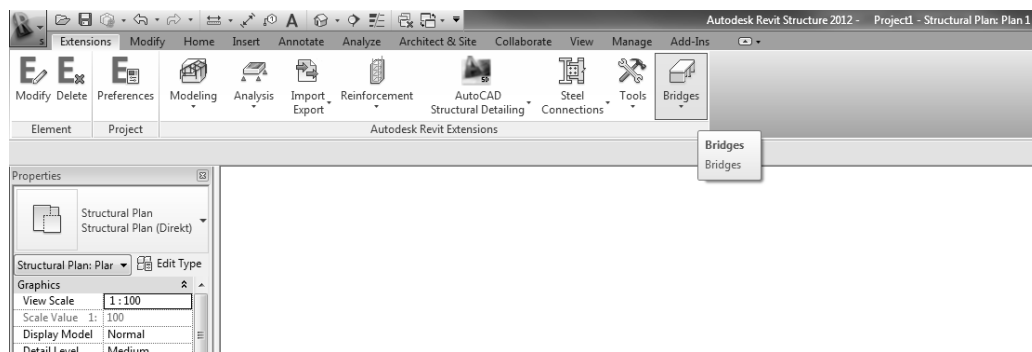 Autodesk Revit Structure 2012 - Project1 - Structural Plan: Plan 1
Extensions Modify Home Insert Annotate Analyze Architect & Site Collaborate View Manage Add-Ins
Modify Delete Preferences Modeling Analysis Import Export Reinforcement AutoCAD Structural Detailing Steel Connections Tools Bridges
Element Project Autodesk Revit Extensions
Bridges
Bridges
Properties
Structural Plan
Structural Plan (Direkt)
Structural Plan: Plar Edit Type
Graphics
View Scale 1 : 100
Scale Value 1: 100
Display Model Normal
Detail Level Medium